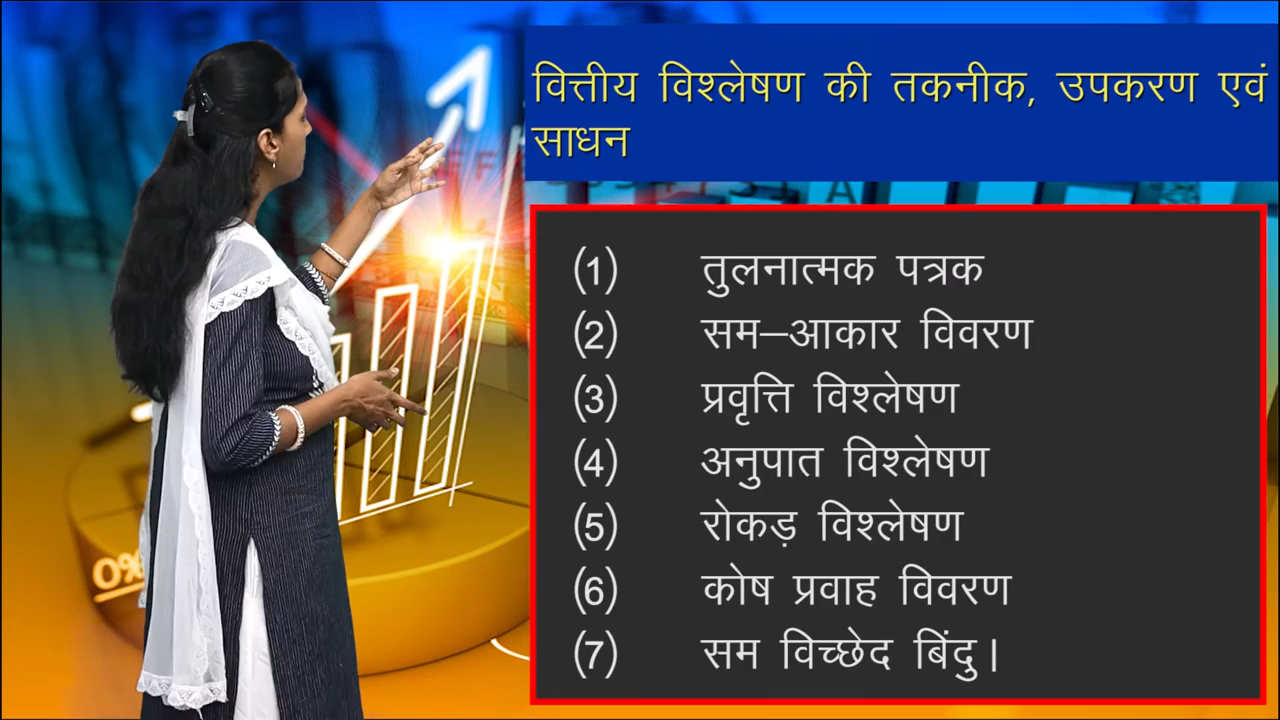 वित्तीय विश्लेषण की तकनीक, उपकरण एवं
साधन
(1) तुलनात्मक पत्रक
(2) सम–आकार विवरण
(3) प्रवृत्ति विश्लेषण
(4) अनुपात विश्लेषण
(5) रोकड़ विश्लेषण
(6) कोष प्रवाह विवरण
(7) सम विच्छेद बिंदु।
0%